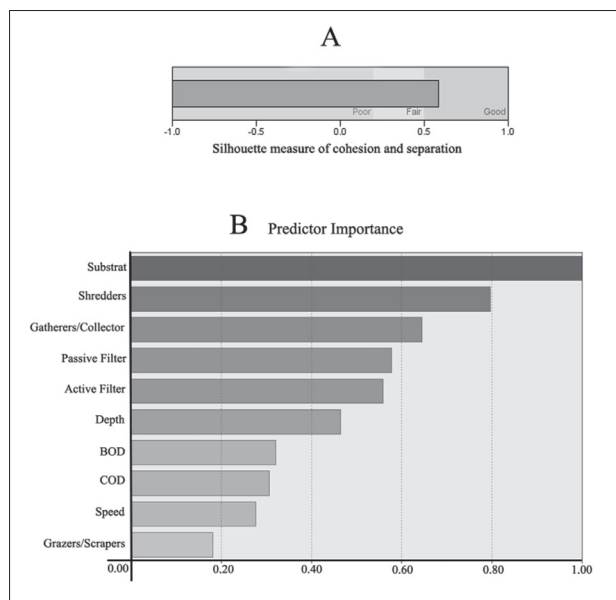 A
Poor Fair Good
-1.0 -0.5 0.0 0.5 1.0
Silhouette measure of cohesion and separation
B Predictor Importance
Substrat
Shredders
Gatherers/Collector
Passive Filter
Active Filter
Depth
BOD
COD
Speed
Grazers/Scrapers
0.00 0.20 0.40 0.60 0.80 1.00